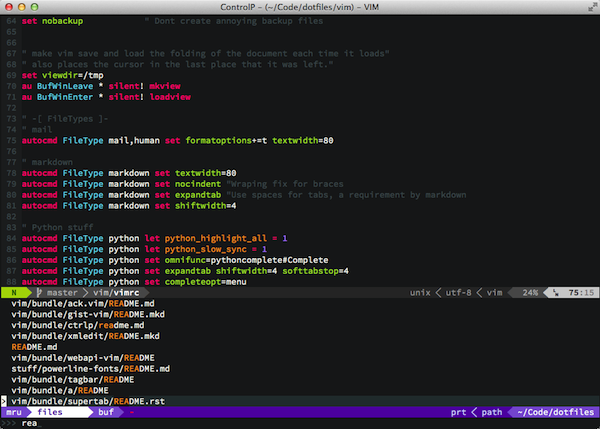 ControlP - (~/Code/dotfiles/vim) - VIM
64 set nobackup " Dont create annoying backup files
65
66
67 " make vim save and load the folding of the document each time it loads"
68 " also places the cursor in the last place that it was left."
69 set viewdir=/tmp
70 au BufWinLeave * silent! mkview
71 au BufWinEnter * silent! loadview
72
73 " -[ FileTypes ]-
74 " mail
75 autocmd FileType mail,human set formatoptions+=t textwidth=80
76
77 " markdown
78 autocmd FileType markdown set textwidth=80
79 autocmd FileType markdown set nocindent "Wraping fix for braces
80 autocmd FileType markdown set expandtab "Use spaces for tabs, a requirement by markdown
81 autocmd FileType markdown set shiftwidth=4
82
83 " Python stuff
84 autocmd FileType python let python_highlight_all = 1
85 autocmd FileType python let python_slow_sync = 1
86 autocmd FileType python set omnifunc=pythoncomplete#Complete
87 autocmd FileType python set expandtab shiftwidth=4 softtabstop=4
88 autocmd FileType python set completeopt=menu
N master vim/vimrc unix utf-8 vim 24% 75:15
vim/bundle/ack.vim/README.md
vim/bundle/gist-vim/README.mkd
vim/bundle/ctrlp/readme.md
vim/bundle/xmledit/README.mkd
README.md
vim/bundle/webapi-vim/README
stuff/powerline-fonts/README.md
vim/bundle/tagbar/README
vim/bundle/a/README
> vim/bundle/supertab/README.rst
mru files buf - prt path ~/Code/dotfiles
>>> rea_